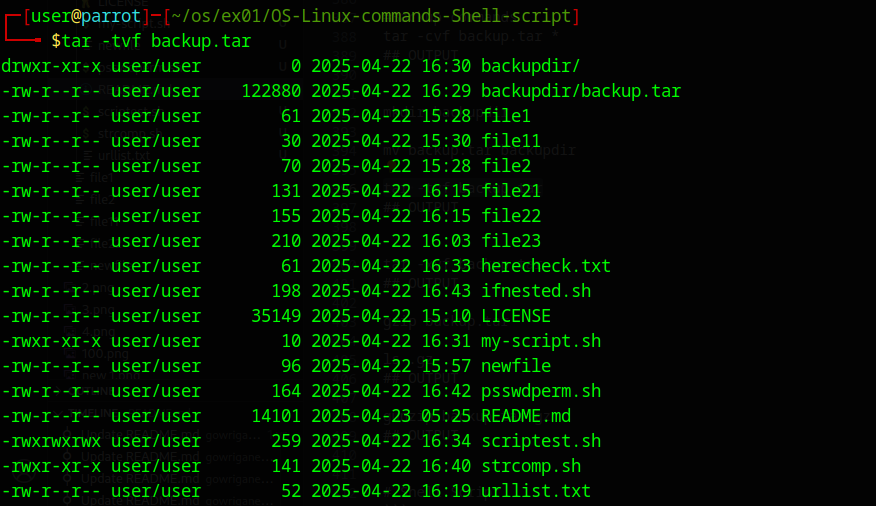 ┌─[user@parrot]─[~/os/ex01/OS-Linux-commands-Shell-script]
└──╼ $tar -tvf backup.tar
drwxr-xr-x user/user         0 2025-04-22 16:30 backupdir/
-rw-r--r-- user/user    122880 2025-04-22 16:29 backupdir/backup.tar
-rw-r--r-- user/user        61 2025-04-22 15:28 file1
-rw-r--r-- user/user        30 2025-04-22 15:30 file11
-rw-r--r-- user/user        70 2025-04-22 15:28 file2
-rw-r--r-- user/user       131 2025-04-22 16:15 file21
-rw-r--r-- user/user       155 2025-04-22 16:15 file22
-rw-r--r-- user/user       210 2025-04-22 16:03 file23
-rw-r--r-- user/user        61 2025-04-22 16:33 herecheck.txt
-rw-r--r-- user/user       198 2025-04-22 16:43 ifnested.sh
-rw-r--r-- user/user     35149 2025-04-22 15:10 LICENSE
-rwxr-xr-x user/user        10 2025-04-22 16:31 my-script.sh
-rw-r--r-- user/user        96 2025-04-22 15:57 newfile
-rw-r--r-- user/user       164 2025-04-22 16:42 psswdperm.sh
-rw-r--r-- user/user     14101 2025-04-23 05:25 README.md
-rwxrwxrwx user/user       259 2025-04-22 16:34 scriptest.sh
-rwxr-xr-x user/user       141 2025-04-22 16:40 strcomp.sh
-rw-r--r-- user/user        52 2025-04-22 16:19 urllist.txt